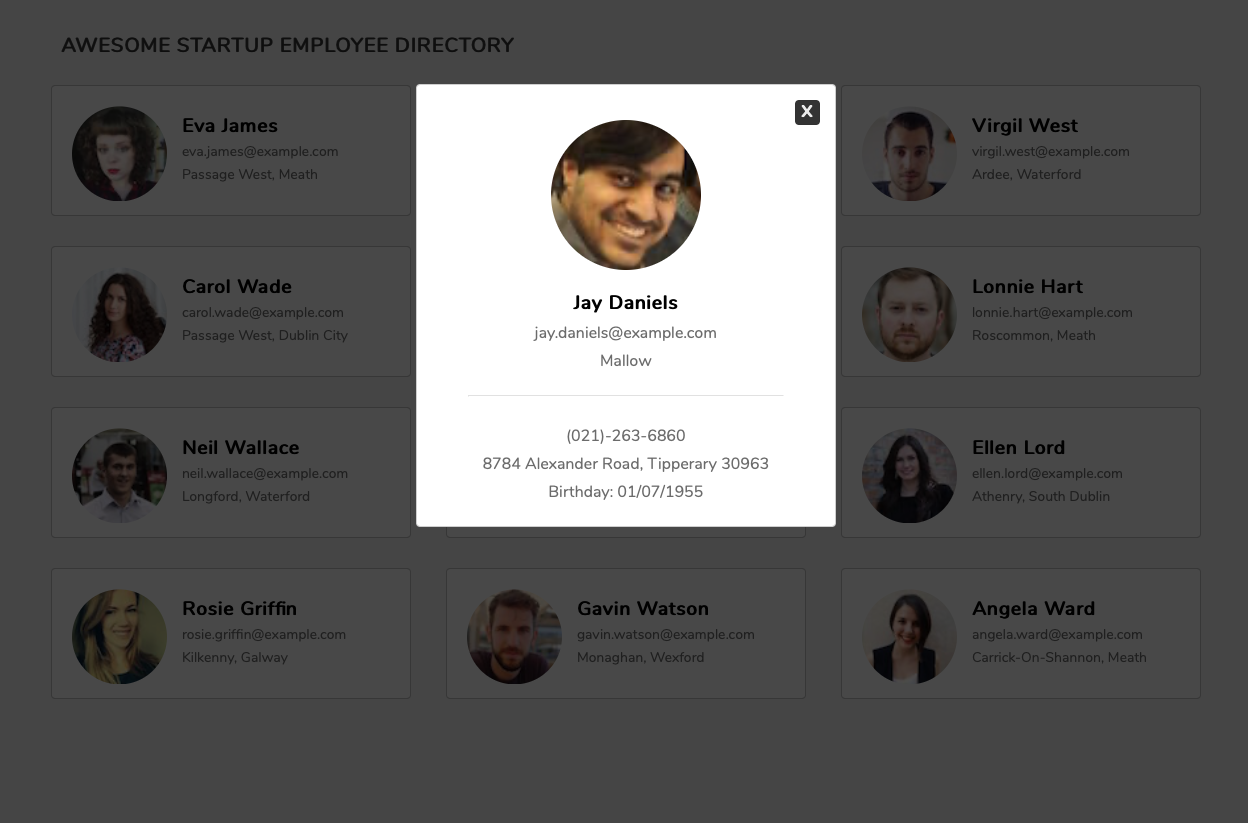 AWESOME STARTUP EMPLOYEE DIRECTORY
Eva James
eva.james@example.com
Passage West, Meath
X
Jay Daniels
jay.daniels@example.com
Mallow
(021)-263-6860
8784 Alexander Road, Tipperary 30963
Birthday: 01/07/1955
Virgil West
virgil.west@example.com
Ardee, Waterford
Carol Wade
carol.wade@example.com
Passage West, Dublin City
Lonnie Hart
lonnie.hart@example.com
Roscommon, Meath
Neil Wallace
neil.wallace@example.com
Longford, Waterford
Ellen Lord
ellen.lord@example.com
Athenry, South Dublin
Rosie Griffin
rosie.griffin@example.com
Kilkenny, Galway
Gavin Watson
gavin.watson@example.com
Monaghan, Wexford
Angela Ward
angela.ward@example.com
Carrick-On-Shannon, Meath